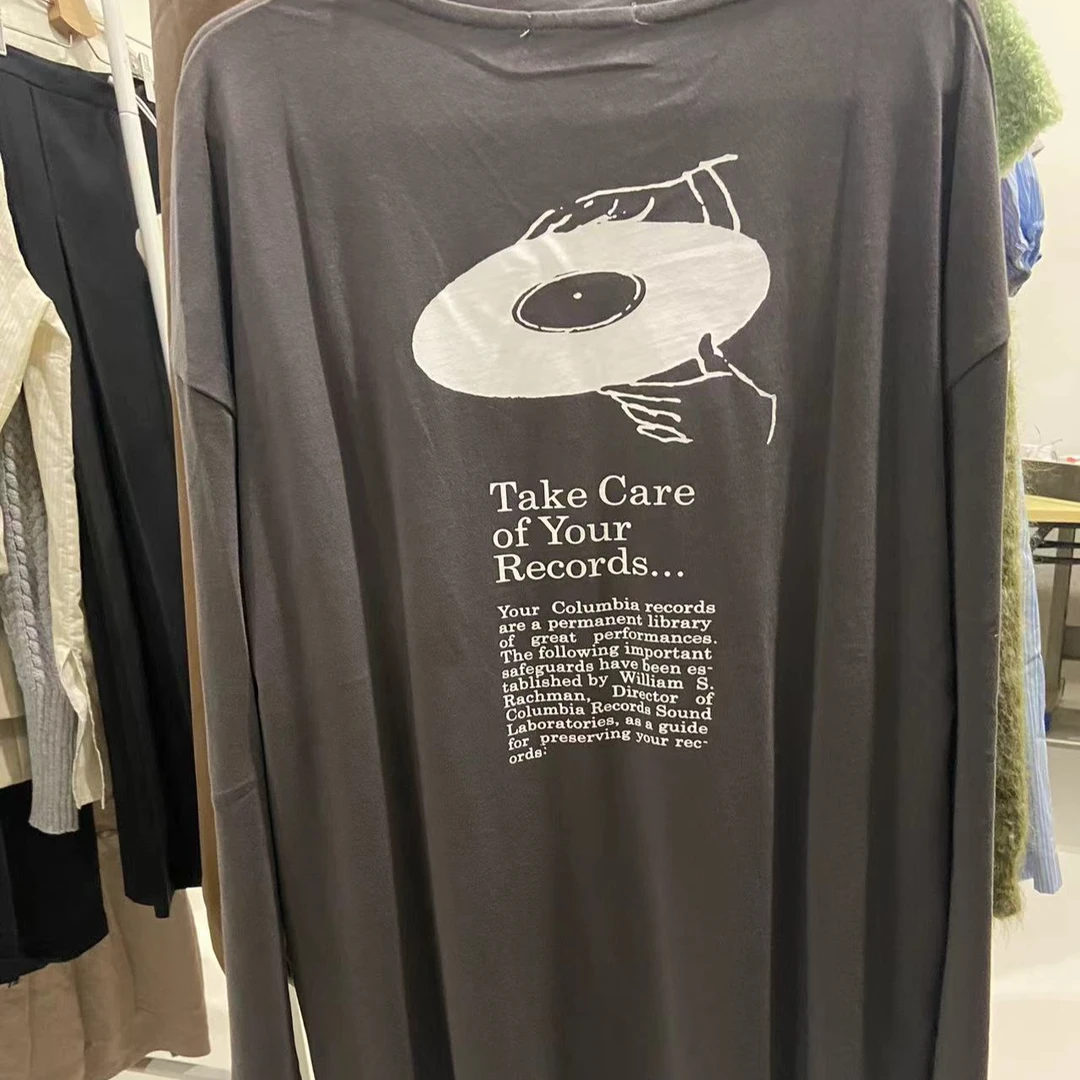 Take Care
of Your
Records...
Your Columbia records
are a permanent library
of great performances.
The following important
safeguards have been es-
tablished by William S.
Rachman, Director of
Columbia Records Sound
Laboratories, as a guide
for preserving your rec-
ords: